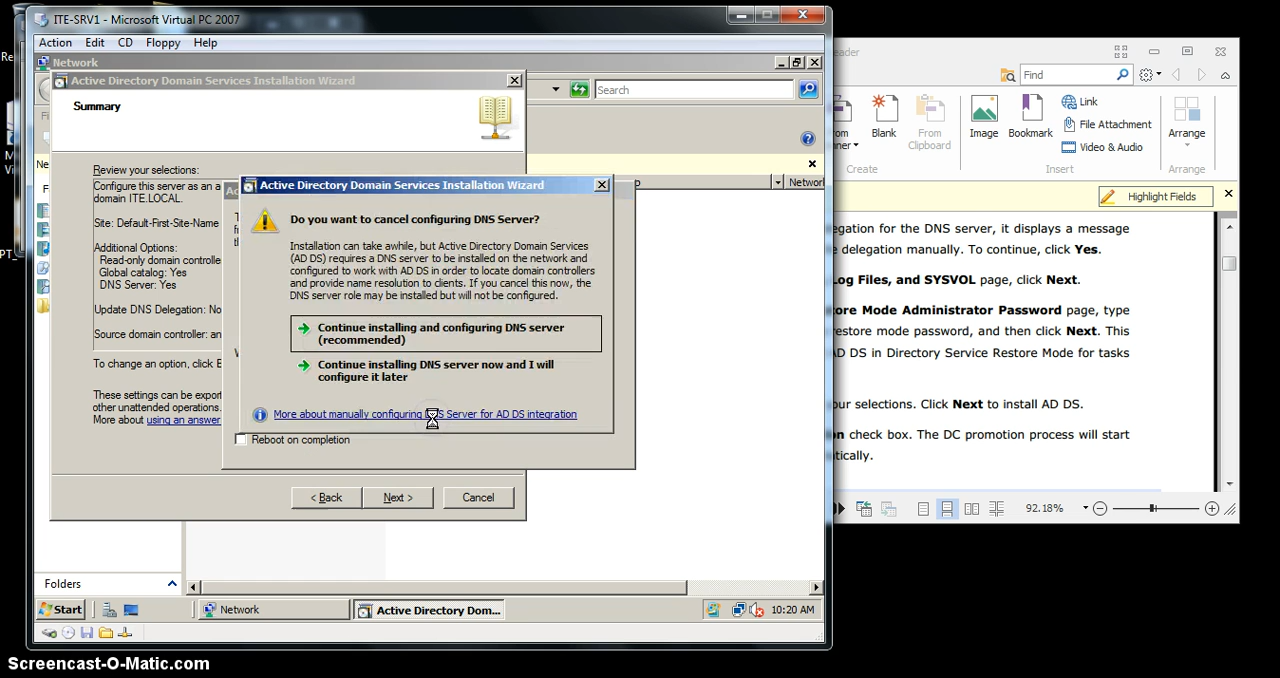 ITE-SRV1 - Microsoft Virtual PC 2007
Action Edit CD Floppy Help
Network
Search
Active Directory Domain Services Installation Wizard
Summary
Review your selections:
Configure this server as an a
domain ITE.LOCAL.
Site: Default-First-Site-Name
Additional Options:
Read-only domain controlle
Global catalog: Yes
DNS Server: Yes
Update DNS Delegation: No
Source domain controller: an
To change an option, click E
These settings can be expor
other unattended operations.
More about using an answer
< Back Next > Cancel
Active Directory Domain Services Installation Wizard
Do you want to cancel configuring DNS Server?
Installation can take awhile, but Active Directory Domain Services
(AD DS) requires a DNS server to be installed on the network and
configured to work with AD DS in order to locate domain controllers
and provide name resolution to clients. If you cancel this now, the
DNS server role may be installed but will not be configured.
Continue installing and configuring DNS server
(recommended)
Continue installing DNS server now and I will
configure it later
More about manually configuring DNS Server for AD DS integration
Reboot on completion
Network
Folders
Start Network Active Directory Dom... 10:20 AM
eader
Find
Blank
From
Clipboard
Create
Image Bookmark
Link
File Attachment
Video & Audio
Insert
Arrange
Arrange
Highlight Fields
egation for the DNS server, it displays a message
delegation manually. To continue, click Yes.
Log Files, and SYSVOL page, click Next.
ore Mode Administrator Password page, type
restore mode password, and then click Next. This
AD DS in Directory Service Restore Mode for tasks
our selections. Click Next to install AD DS.
on check box. The DC promotion process will start
tically.
92.18%
Screencast-O-Matic.com